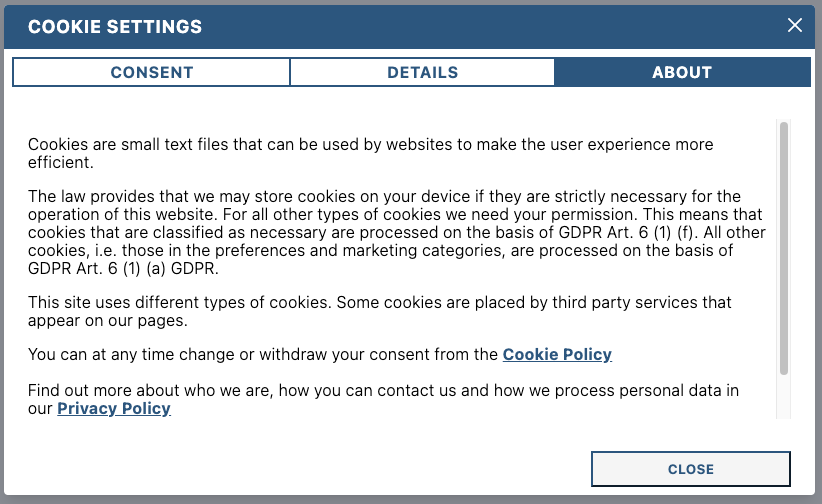 COOKIE SETTINGS
CONSENT
DETAILS
ABOUT
Cookies are small text files that can be used by websites to make the user experience more
efficient.
The law provides that we may store cookies on your device if they are strictly necessary for the
operation of this website. For all other types of cookies we need your permission. This means that
cookies that are classified as necessary are processed on the basis of GDPR Art. 6 (1) (f). All other
cookies, i.e. those in the preferences and marketing categories, are processed on the basis of
GDPR Art. 6 (1) (a) GDPR.
This site uses different types of cookies. Some cookies are placed by third party services that
appear on our pages.
You can at any time change or withdraw your consent from the Cookie Policy
Find out more about who we are, how you can contact us and how we process personal data in
our Privacy Policy
CLOSE